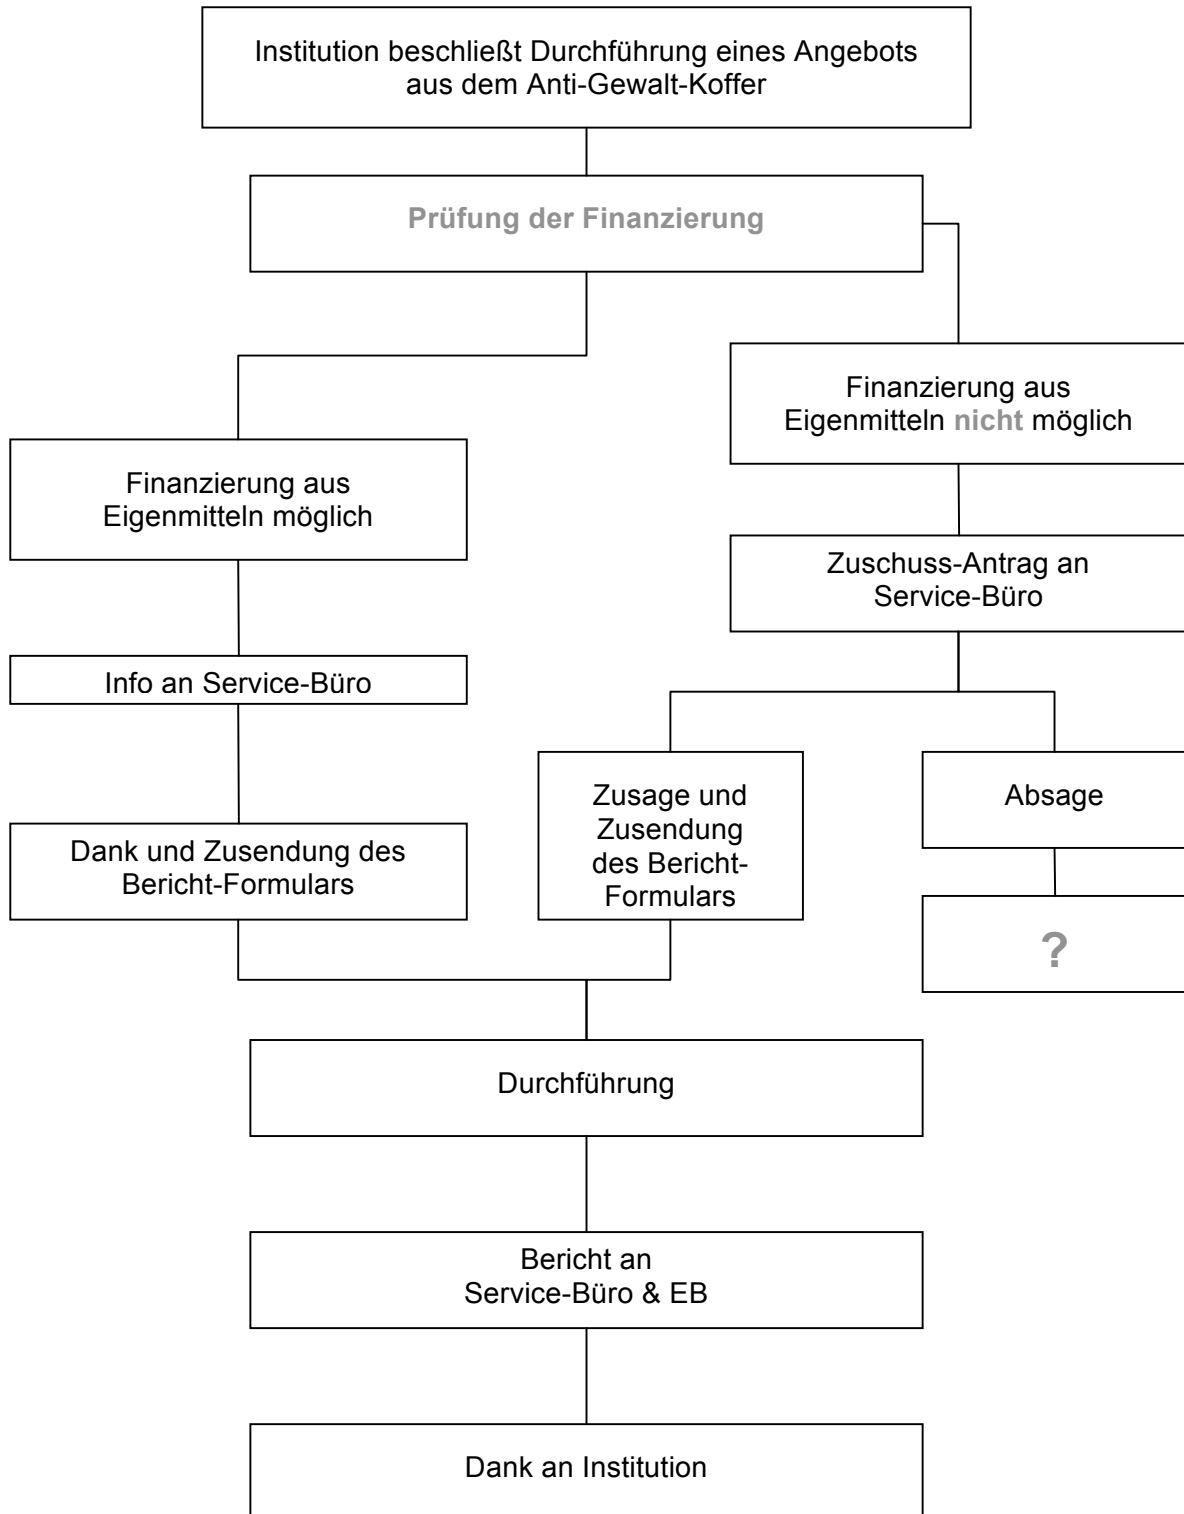 Institution beschließt Durchführung eines Angebots
aus dem Anti-Gewalt-Koffer
Prüfung der Finanzierung
Finanzierung aus
Eigenmitteln nicht möglich
Finanzierung aus
Eigenmitteln möglich
Zuschuss-Antrag an
Service-Büro
Info an Service-Büro
Zusage und
Zusendung
des Bericht-
Formulars
Absage
Dank und Zusendung des
Bericht-Formulars
?
Durchführung
Bericht an
Service-Büro & EB
Dank an Institution